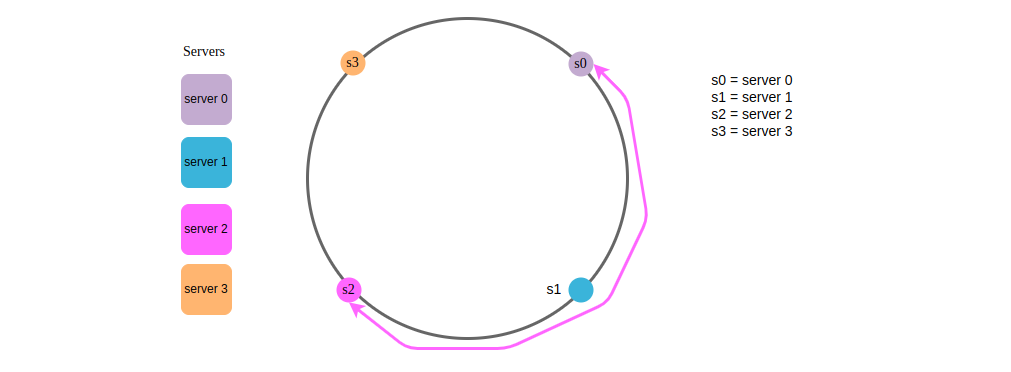 Servers
server 0
server 1
server 2
server 3
s3
s0
s2
s1
s0 = server 0
s1 = server 1
s2 = server 2
s3 = server 3